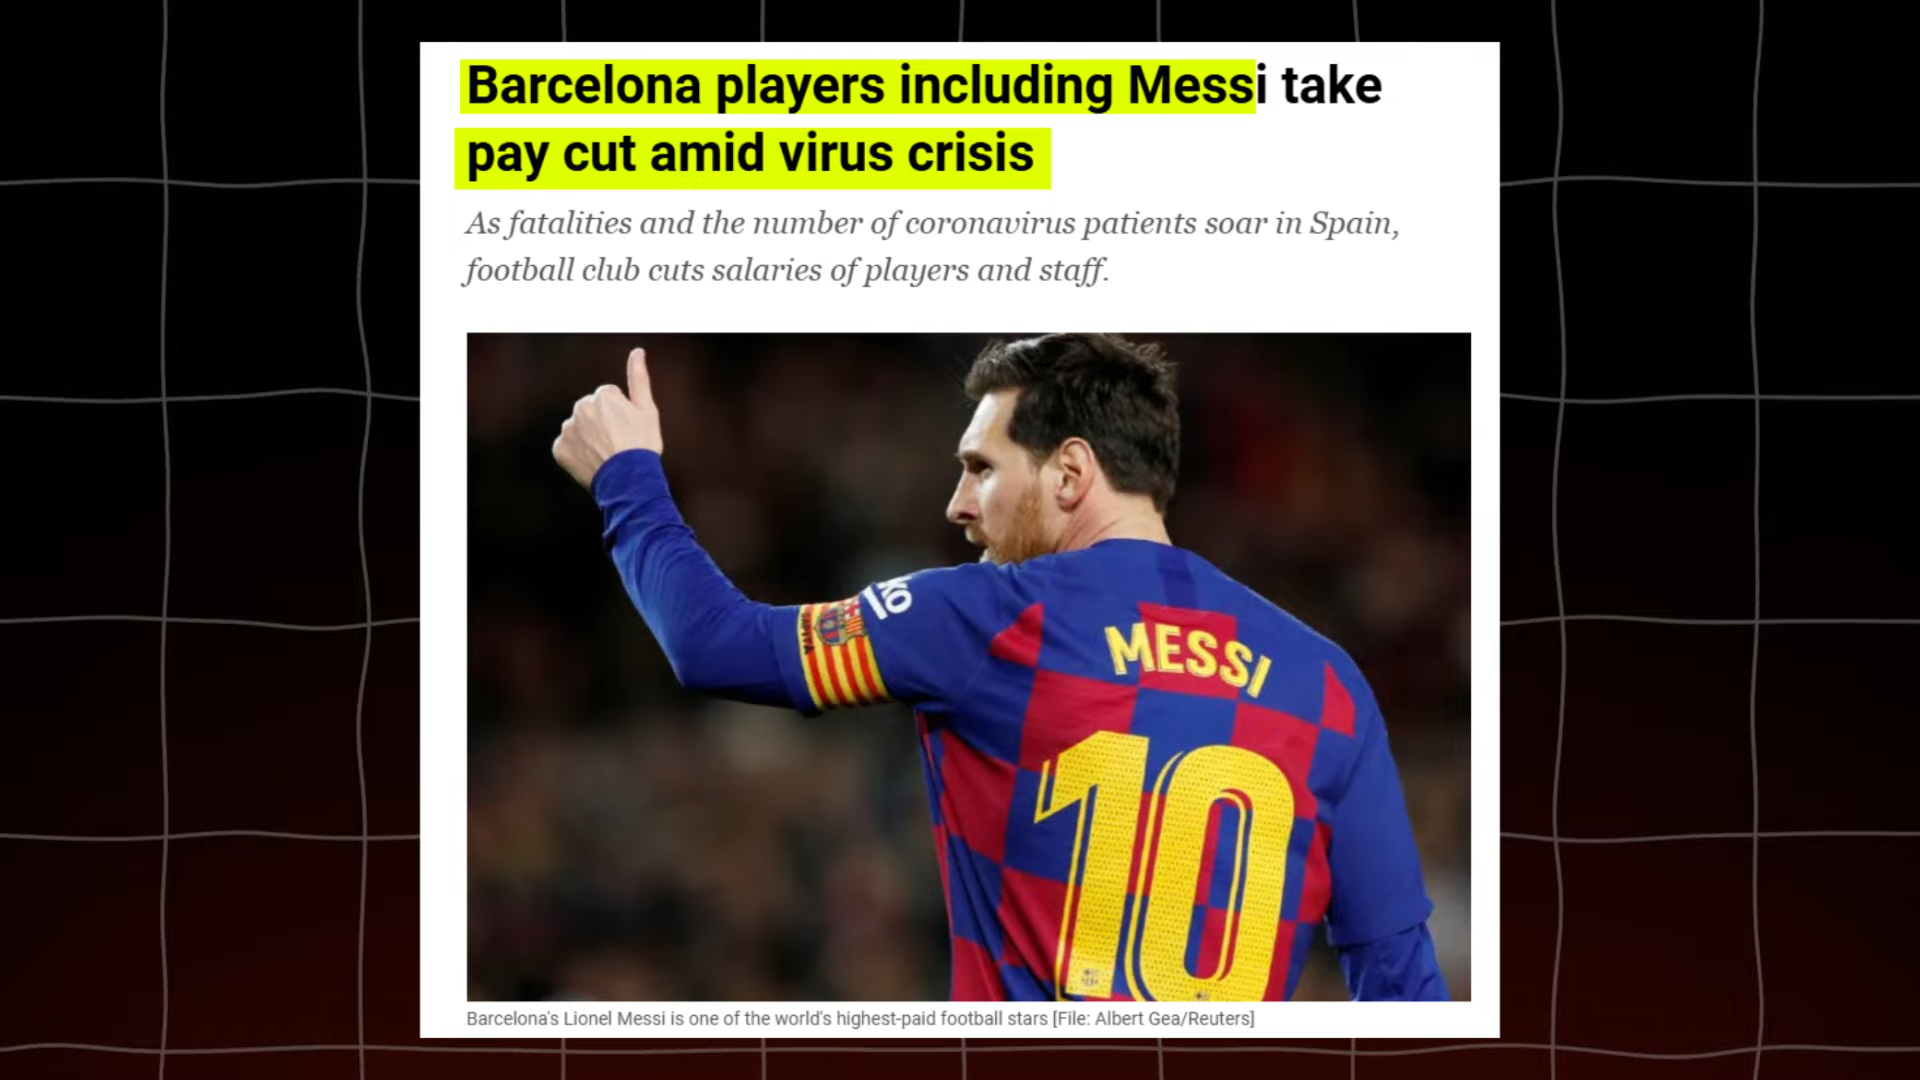 Barcelona players including Messi take
pay cut amid virus crisis
As fatalities and the number of coronavirus patients soar in Spain,
football club cuts salaries of players and staff.
KO
MESSI
10
Barcelona's Lionel Messi is one of the world's highest-paid football stars [File: Albert Gea/Reuters]